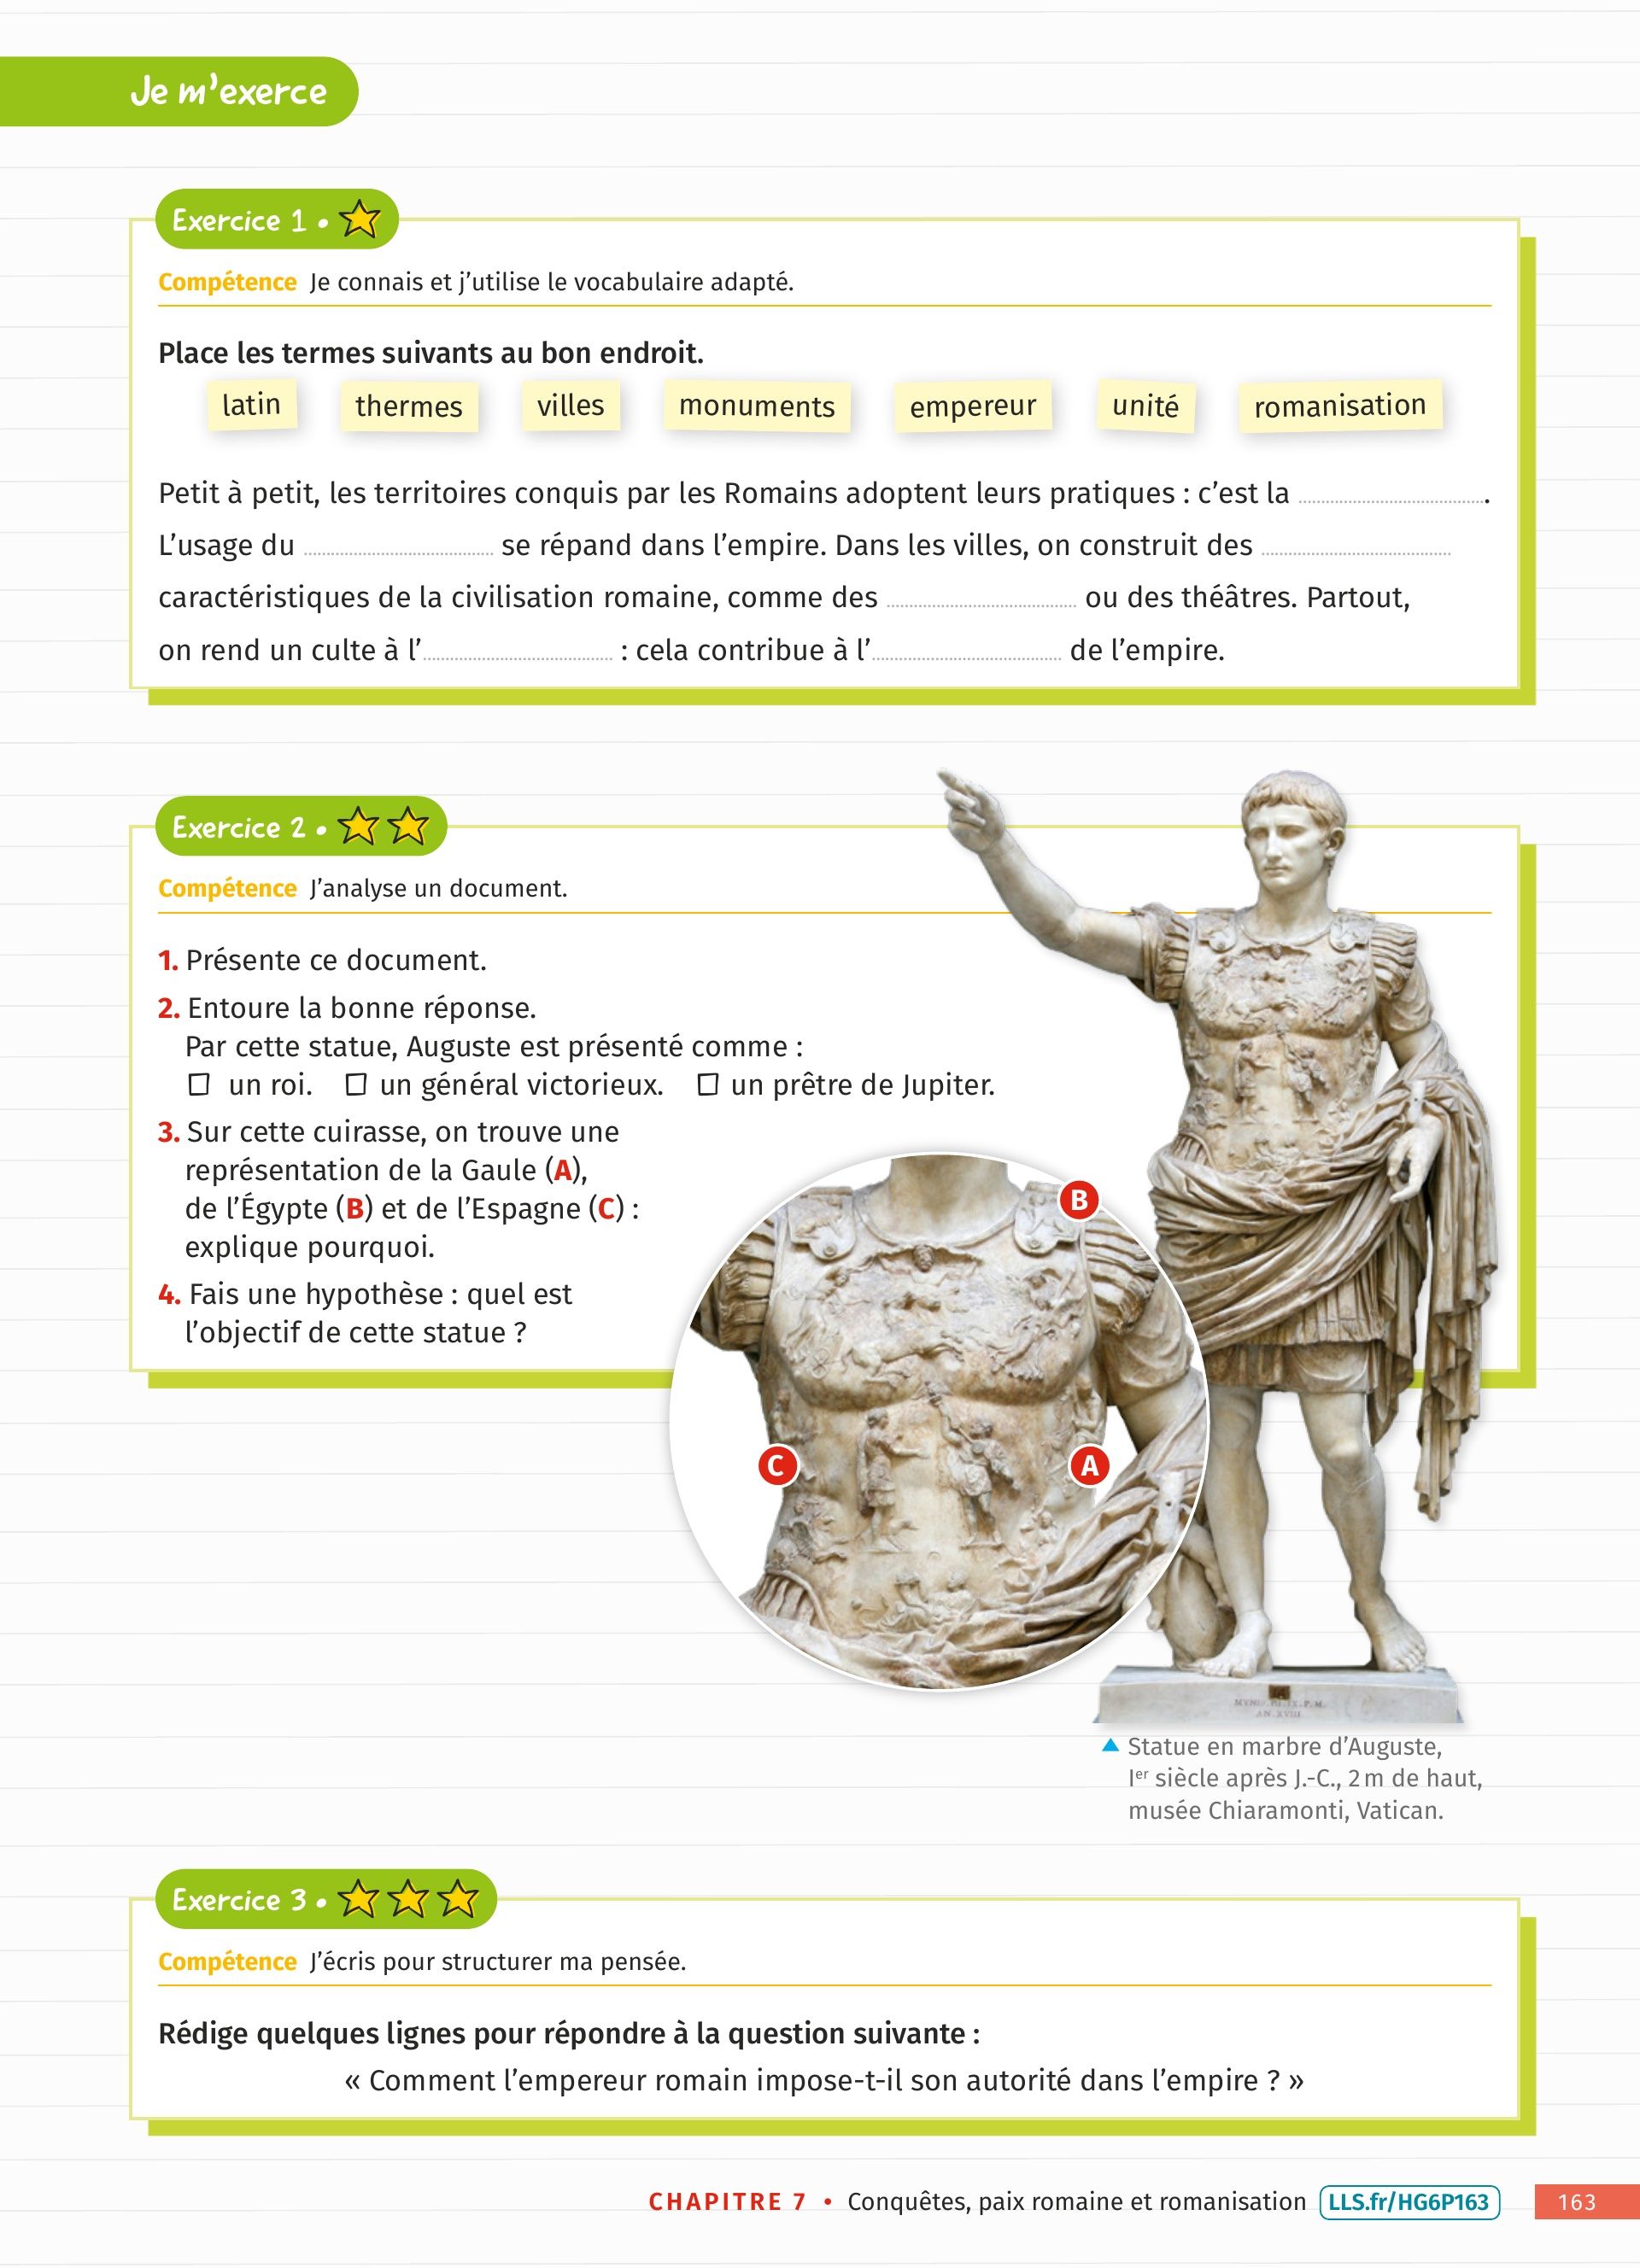 Je m’exerce
Exercice 1 •
Compétence Je connais et j’utilise le vocabulaire adapté.
Place les termes suivants au bon endroit.
latin thermes villes monuments empereur unité romanisation
Petit à petit, les territoires conquis par les Romains adoptent leurs pratiques : c’est la ........................ .
L’usage du ........................ se répand dans l’empire. Dans les villes, on construit des ........................
caractéristiques de la civilisation romaine, comme des ........................ ou des théâtres. Partout,
on rend un culte à l’........................ : cela contribue à l’........................ de l’empire.
Exercice 2 •
Compétence J’analyse un document.
1. Présente ce document.
2. Entoure la bonne réponse.
Par cette statue, Auguste est présenté comme :
☐ un roi. ☐ un général victorieux. ☐ un prêtre de Jupiter.
3. Sur cette cuirasse, on trouve une
représentation de la Gaule (A),
de l’Égypte (B) et de l’Espagne (C) :
explique pourquoi.
4. Fais une hypothèse : quel est
l’objectif de cette statue ?
B
C
A
AN. XVIII
Statue en marbre d’Auguste,
Ier siècle après J.-C., 2 m de haut,
musée Chiaramonti, Vatican.
Exercice 3 •
Compétence J’écris pour structurer ma pensée.
Rédige quelques lignes pour répondre à la question suivante :
« Comment l’empereur romain impose-t-il son autorité dans l’empire ? »
CHAPITRE 7 • Conquêtes, paix romaine et romanisation LLS.fr/HG6P163 163